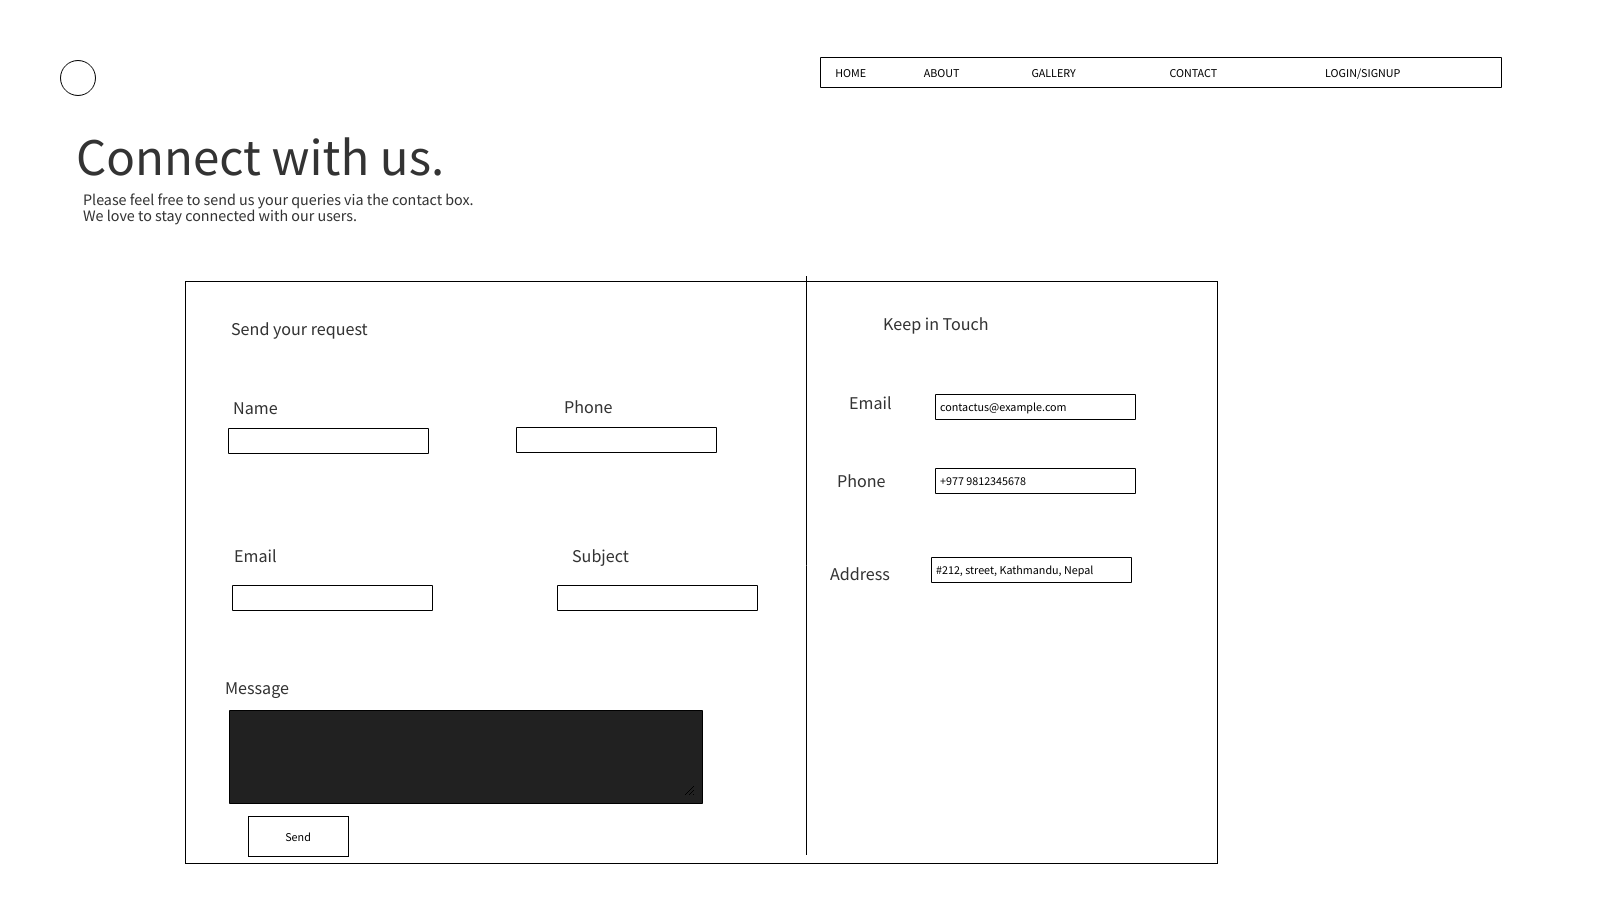 HOME
ABOUT
GALLERY
CONTACT
LOGIN/SIGNUP
Connect with us.
Please feel free to send us your queries via the contact box.
We love to stay connected with our users.
Send your request
Name
Phone
Email
Subject
Message
Send
Keep in Touch
Email
contactus@example.com
Phone
+977 9812345678
Address
#212, street, Kathmandu, Nepal